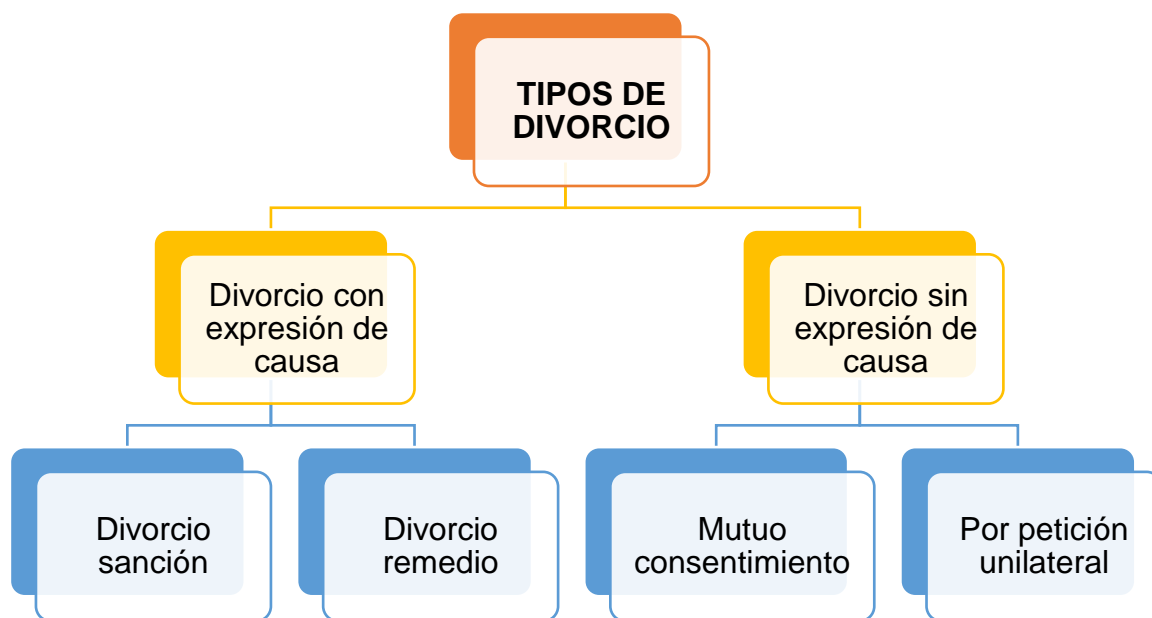 TIPOS DE
DIVORCIO
Divorcio con
expresión de
causa
Divorcio sin
expresión de
causa
Divorcio
sanción
Divorcio
remedio
Mutuo
consentimiento
Por petición
unilateral